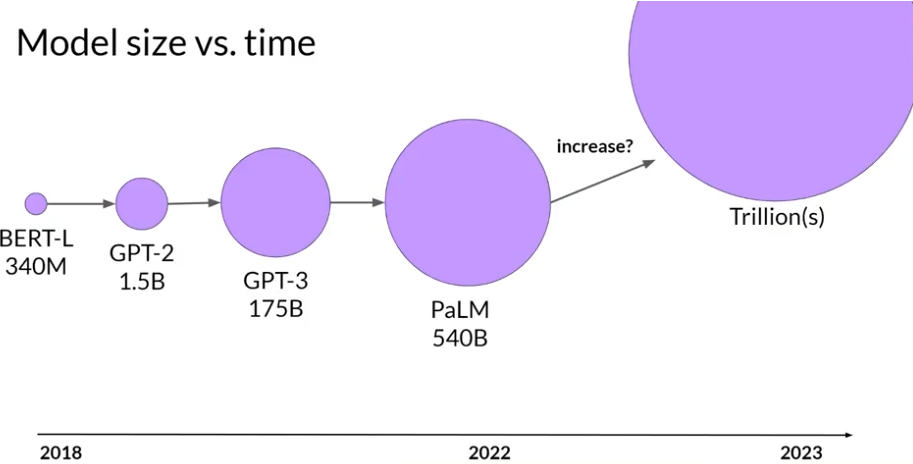 Model size vs. time
increase?
BERT-L
340M
GPT-2
1.5B
GPT-3
175B
PaLM
540B
Trillion(s)
2018
2022
2023